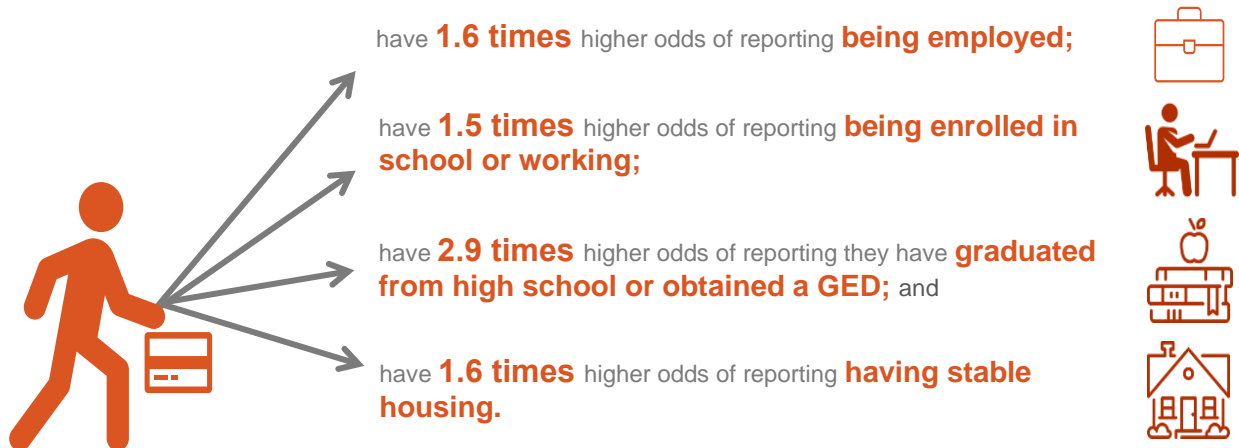 have 1.6 times higher odds of reporting being employed;
have 1.5 times higher odds of reporting being enrolled in
school or working;
have 2.9 times higher odds of reporting they have graduated
from high school or obtained a GED; and
have 1.6 times higher odds of reporting having stable
housing.